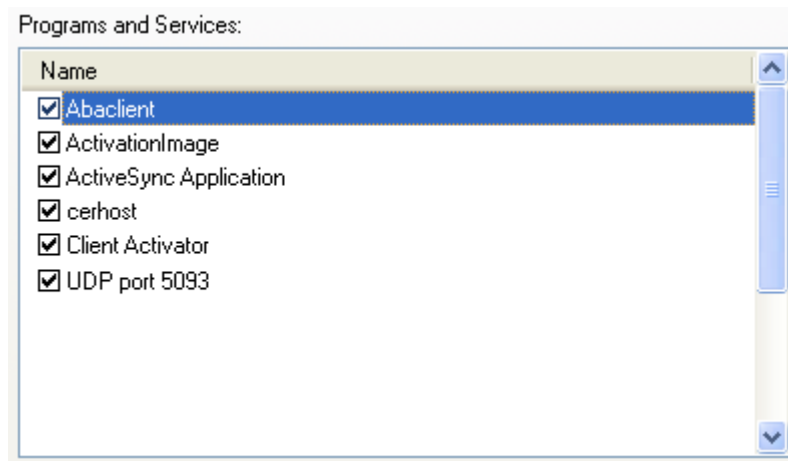 Programs and Services:
Name
Abaclient
ActivationImage
ActiveSync Application
cerhost
Client Activator
UDP port 5093